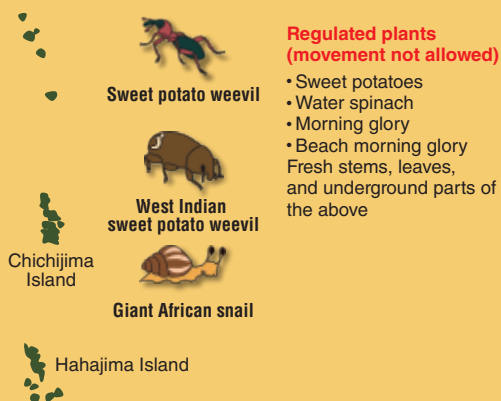 Sweet potato weevil
West Indian
sweet potato weevil
Giant African snail
Regulated plants
(movement not allowed)
• Sweet potatoes
• Water spinach
• Morning glory
• Beach morning glory
Fresh stems, leaves,
and underground parts of
the above
Chichijima
Island
Hahajima Island